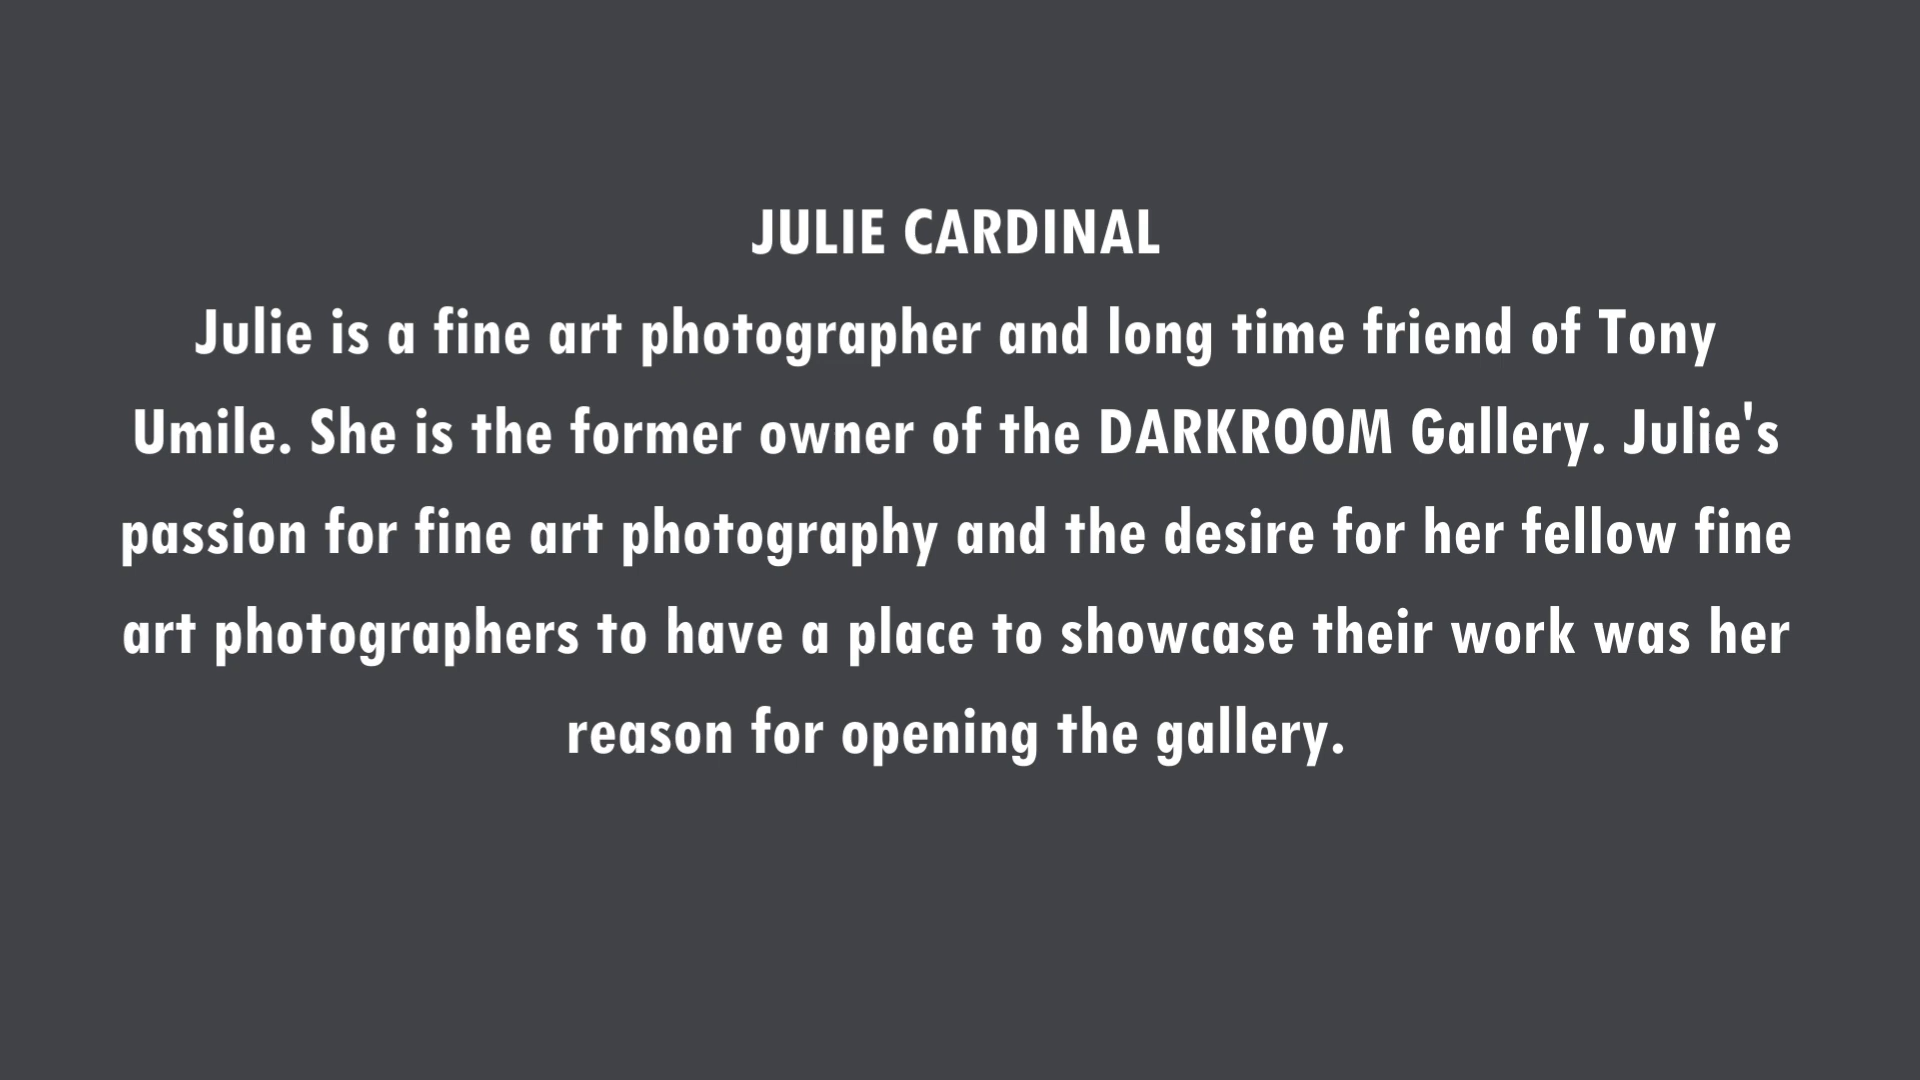 JULIE CARDINAL
Julie is a fine art photographer and long time friend of Tony
Umile. She is the former owner of the DARKROOM Gallery. Julie's
passion for fine art photography and the desire for her fellow fine
art photographers to have a place to showcase their work was her
reason for opening the gallery.